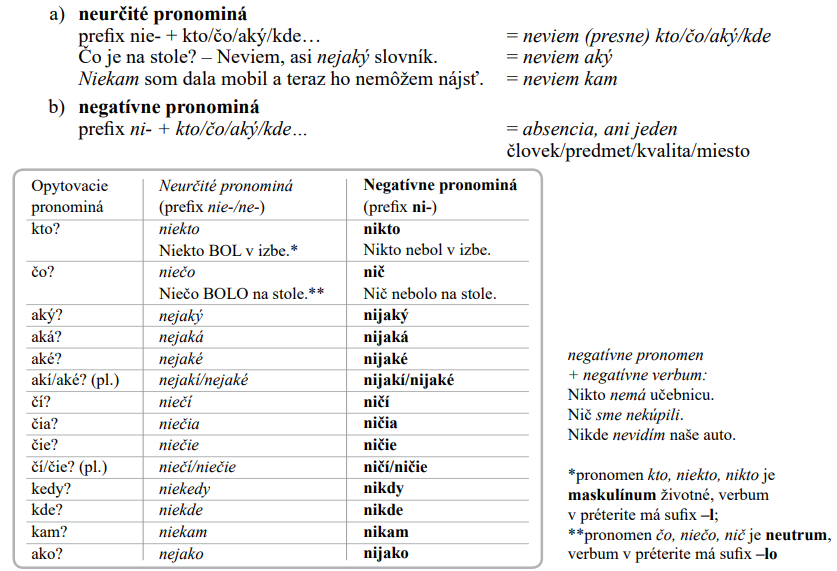 a) neurčité pronominá
prefix nie- + kto/čo/aký/kde… = neviem (presne) kto/čo/aký/kde
Čo je na stole? – Neviem, asi nejaký slovník. = neviem aký
Niekam som dala mobil a teraz ho nemôžem nájsť. = neviem kam
b) negatívne pronominá
prefix ni- + kto/čo/aký/kde… = absencia, ani jeden
človek/predmet/kvalita/miesto
Opytovacie Neurčité pronominá Negatívne pronominá
pronominá (prefix nie-/ne-) (prefix ni-)
kto? niekto nikto
Niekto BOL v izbe.* Nikto nebol v izbe.
čo? niečo nič
Niečo BOLO na stole.** Nič nebolo na stole.
aký? nejaký nijaký
aká? nejaká nijaká
aké? nejaké nijaké
akí/aké? (pl.) nejakí/nejaké nijakí/nijaké
čí? niečí ničí
čia? niečia ničia
čie? niečie ničie
čí/čie? (pl.) niečí/niečie ničí/ničie
kedy? niekedy nikdy
kde? niekde nikde
kam? niekam nikam
ako? nejako nijako
negatívne pronomen
+ negatívne verbum:
Nikto nemá učebnicu.
Nič sme nekúpili.
Nikde nevidím naše auto.
*pronomen kto, niekto, nikto je
maskulínum životné, verbum
v préterite má sufix –l;
**pronomen čo, niečo, nič je neutrum,
verbum v préterite má sufix –lo